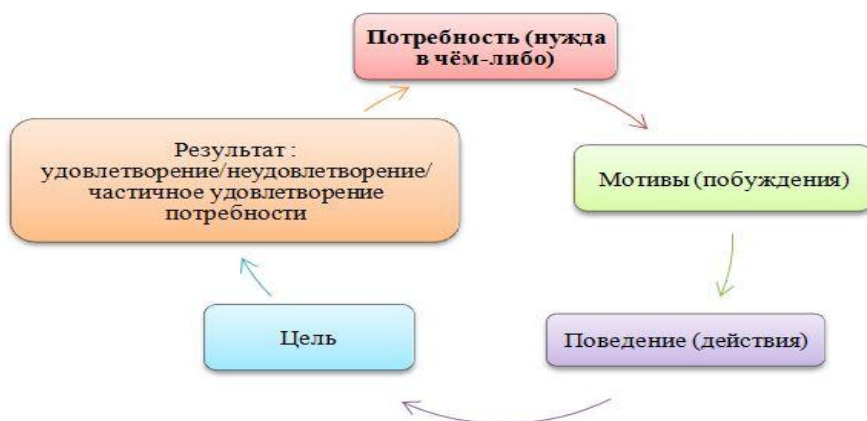 Потребность (нужда
в чём-либо)
Мотивы (побуждения)
Поведение (действия)
Цель
Результат :
удовлетворение/неудовлетворение/
частичное удовлетворение
потребности